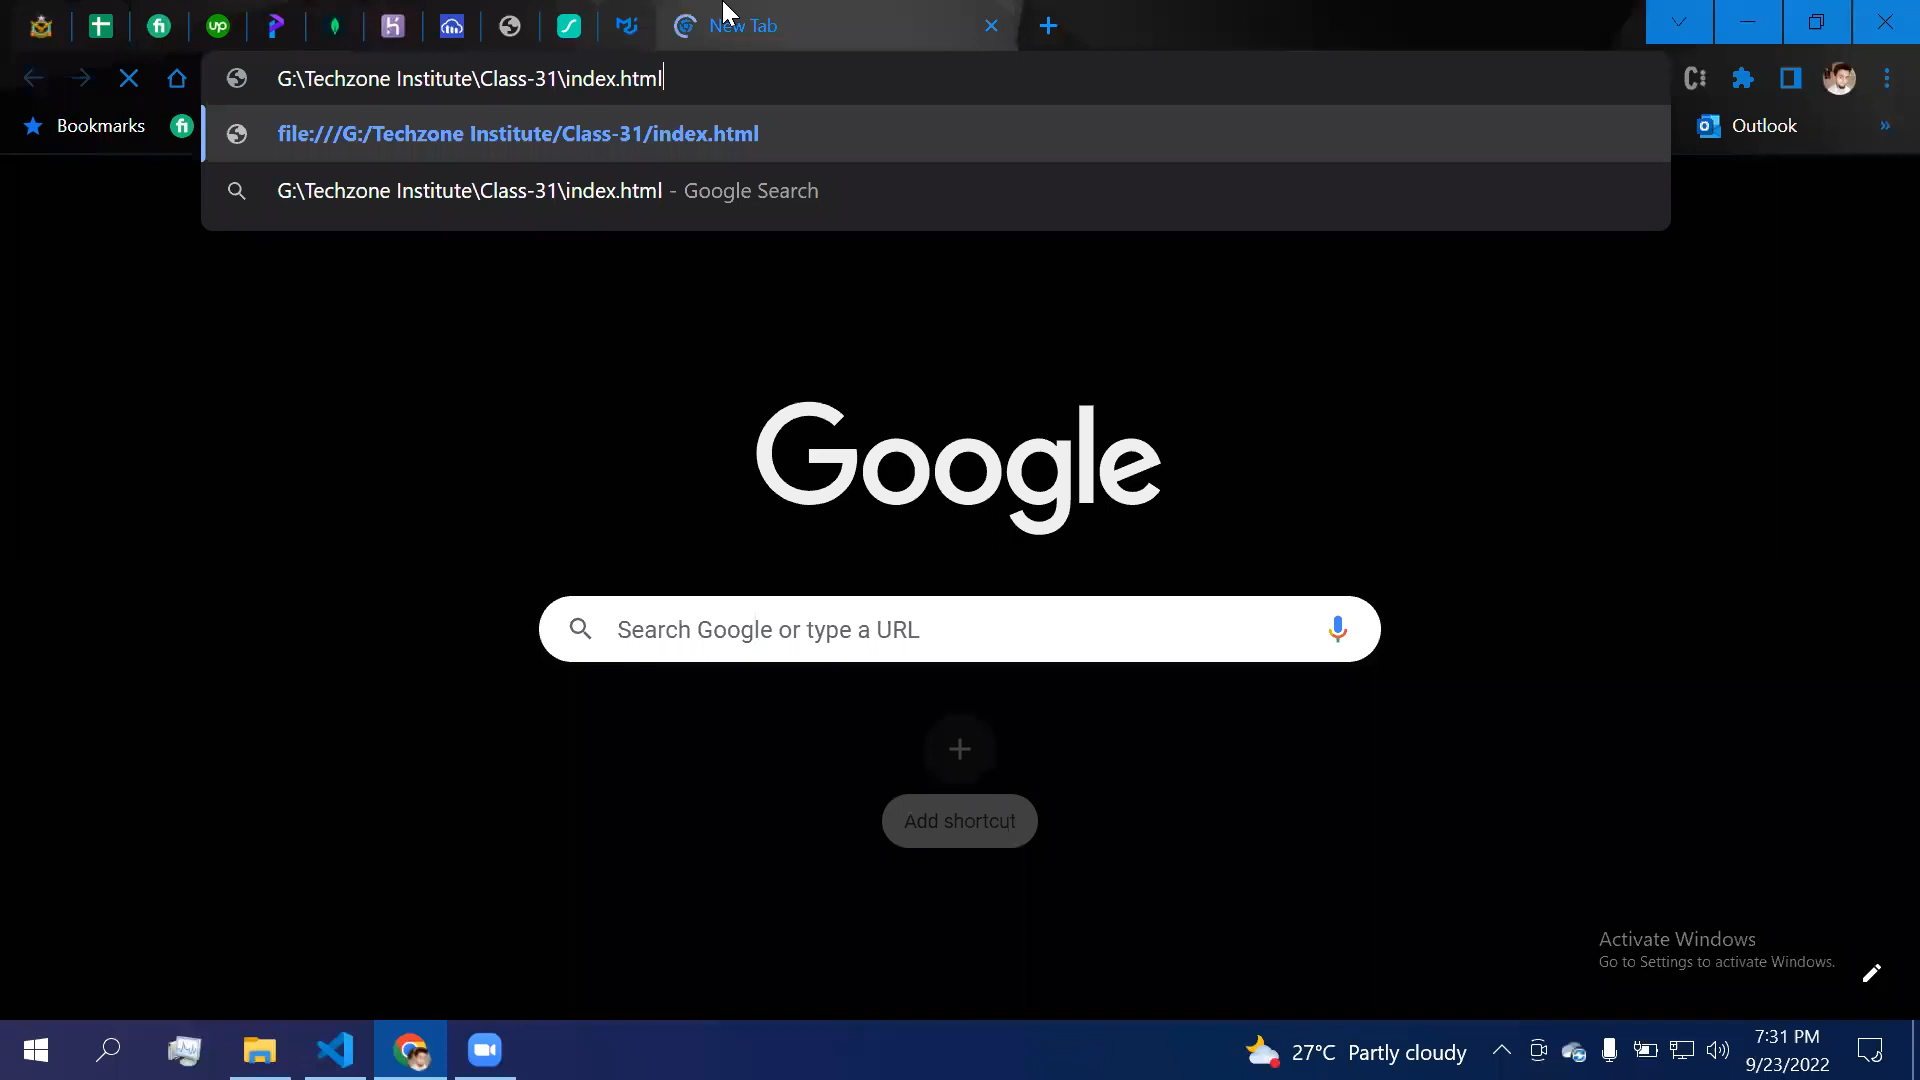 New Tab
G:\Techzone Institute\Class-31\index.html
Bookmarks
Outlook
file:///G:/Techzone Institute/Class-31/index.html
G:\Techzone Institute\Class-31\index.html - Google Search
Google
Search Google or type a URL
Add shortcut
Activate Windows
Go to Settings to activate Windows.
27°C Partly cloudy
7:31 PM
9/23/2022